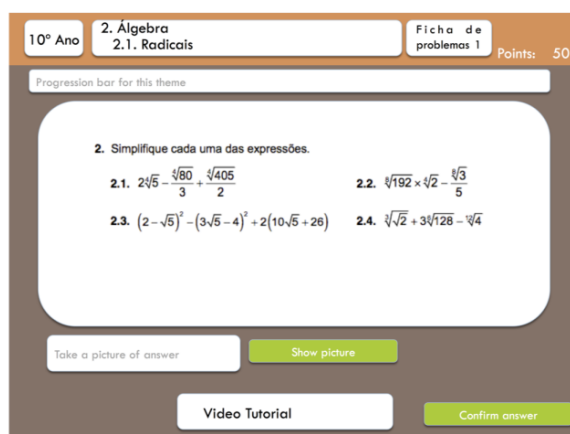 10º Ano
2. Álgebra
2.1. Radicais
Ficha de
problemas 1
Points: 50
Progression bar for this theme
2. Simplifique cada uma das expressões.
2.1. 2∜5 − ∜80/3 + ∜405/2
2.2. ⁸√192 × ∜2 − ⁸√3/5
2.3. (2−√5)² − (3√5−4)² + 2(10√5+26)
2.4. ³√√2 + 3⁶√128 − ¹²√4
Take a picture of answer
Show picture
Video Tutorial
Confirm answer